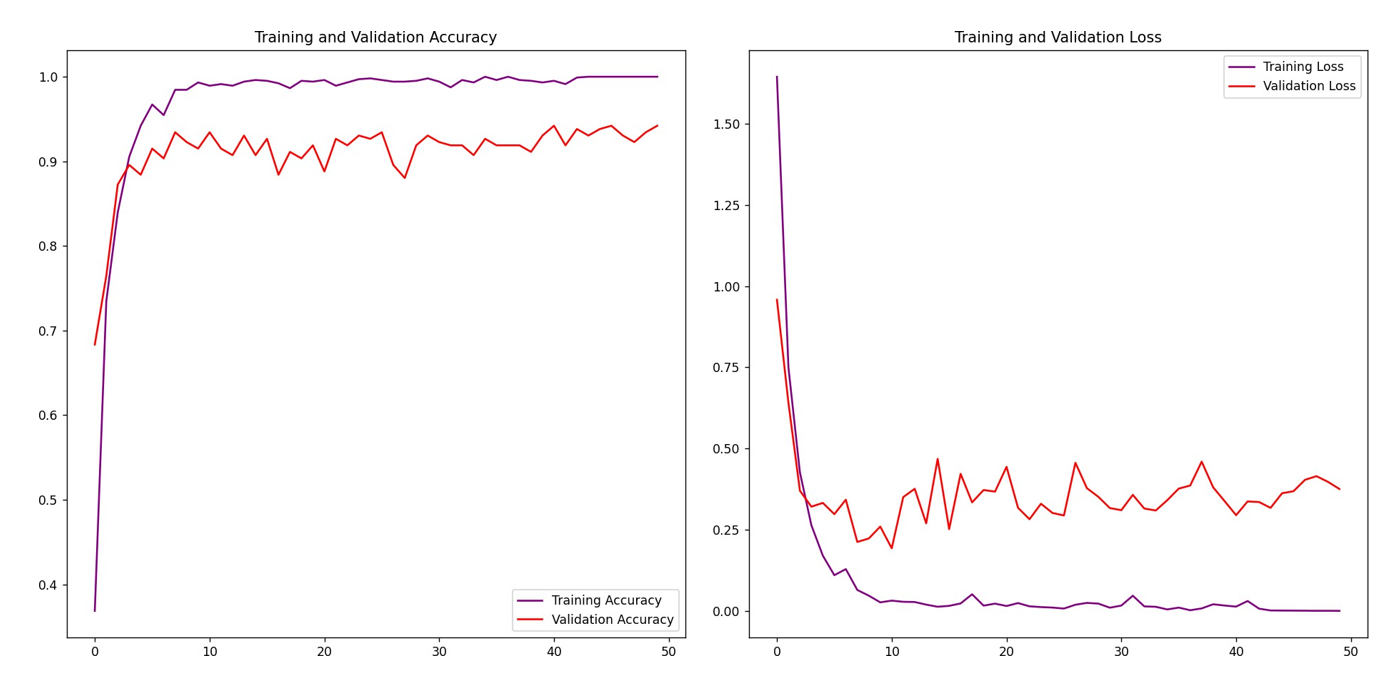 Training and Validation Accuracy
1.0
0.9
0.8
0.7
0.6
0.5
0.4
Training Accuracy
Validation Accuracy
0 10 20 30 40 50
Training and Validation Loss
Training Loss
Validation Loss
1.50
1.25
1.00
0.75
0.50
0.25
0.00
0 10 20 30 40 50